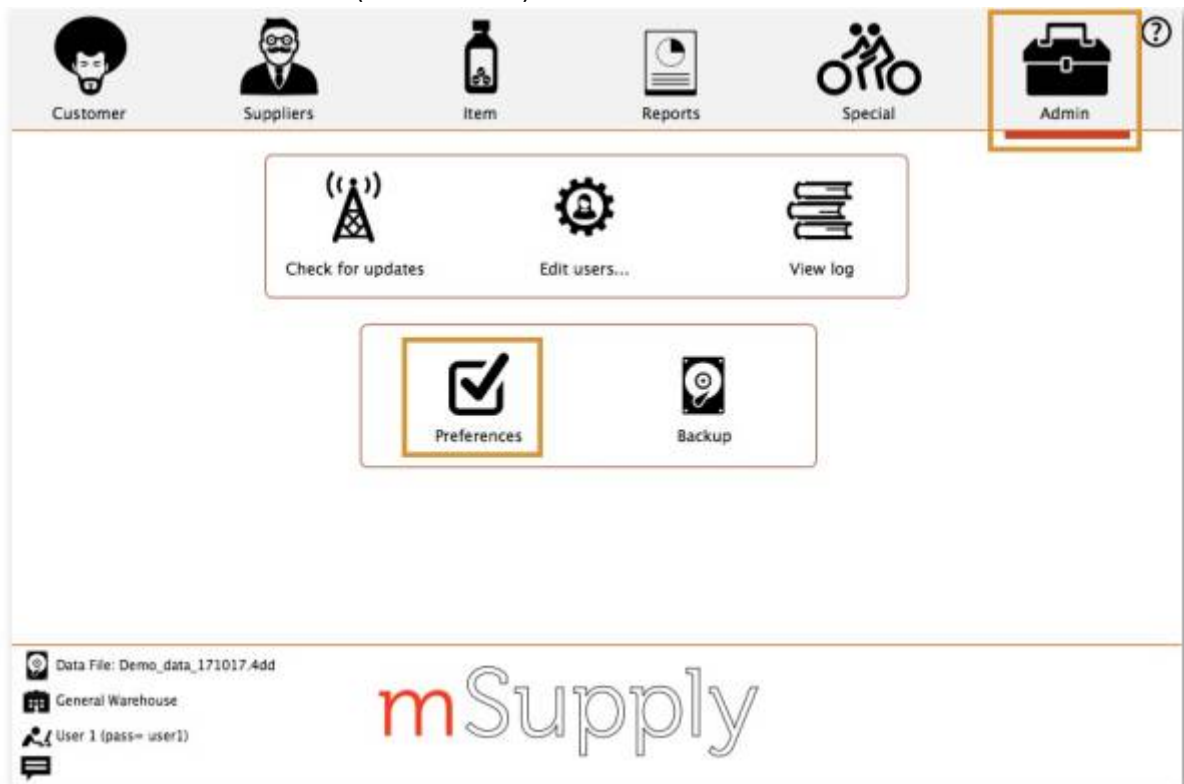 Customer
Suppliers
Item
Reports
Special
Admin
?
Check for updates
Edit users...
View log
Preferences
Backup
Data File: Demo_data_171017.4dd
General Warehouse
User 1 (pass= user1)
mSupply